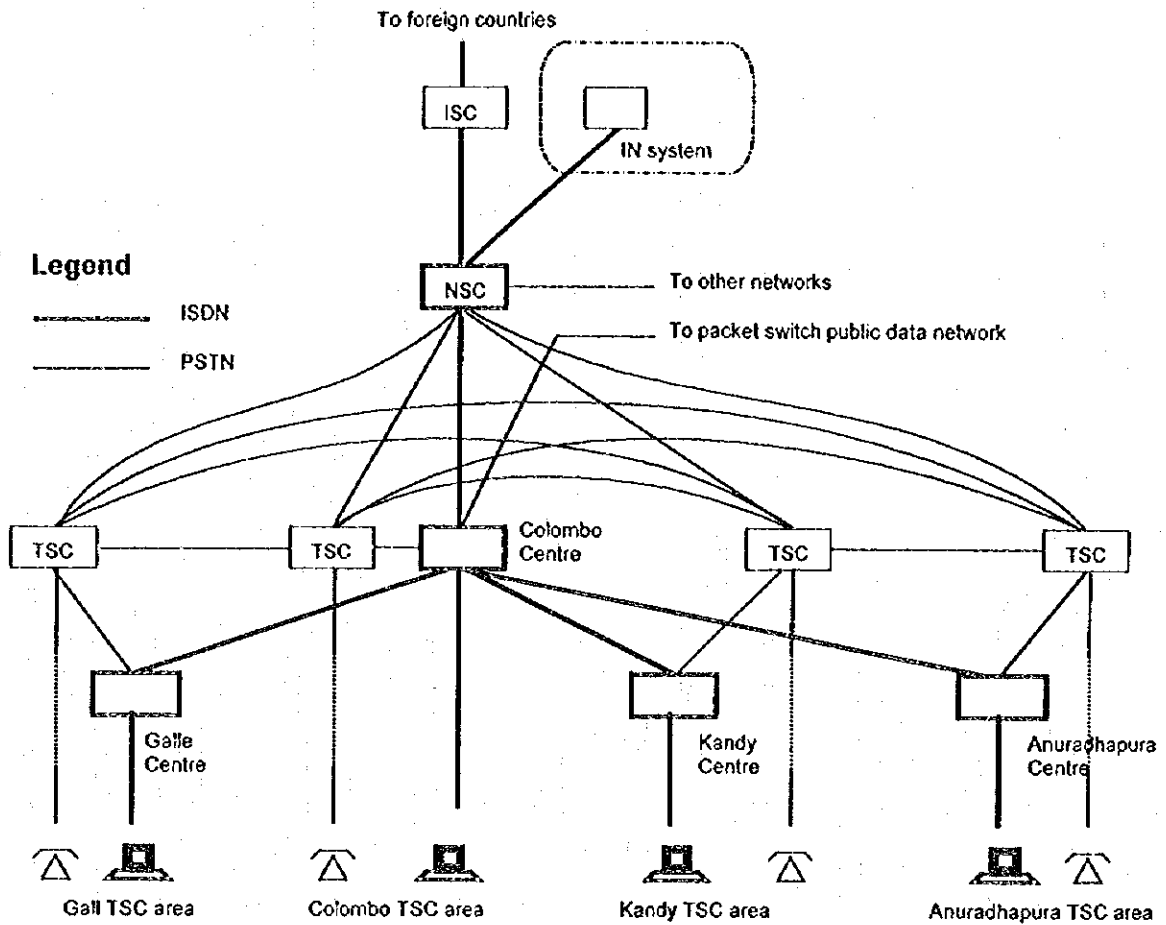 To foreign countries
ISC
IN system
Legend
NSC
To other networks
ISDN
To packet switch public data network
PSTN
TSC
TSC
Colombo
Centre
TSC
TSC
Galle
Centre
Kandy
Centre
Anuradhapura
Centre
Gall TSC area
Colombo TSC area
Kandy TSC area
Anuradhapura TSC area